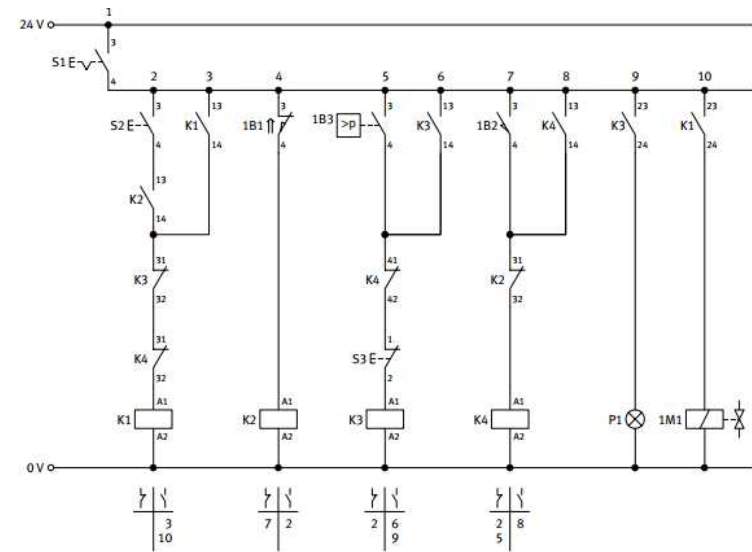 1
24 V
3
S1 E
4
2 3 4 5 6 7 8 9 10
3 13 3 3 13 3 13 23 23
S2 E K1 1B1 1B3 >p K3 1B2 K4 K3 K1
4 14 4 4 14 4 14 24 24
13
K2
14
31 41 31
K3 K4 K2
32 42 32
31 1
K4 S3 E
32 2
A1 A1 A1 A1
K1 K2 K3 K4 P1 1M1
A2 A2 A2 A2
0 V
3 7 2 2 6 2 8
10 9 5